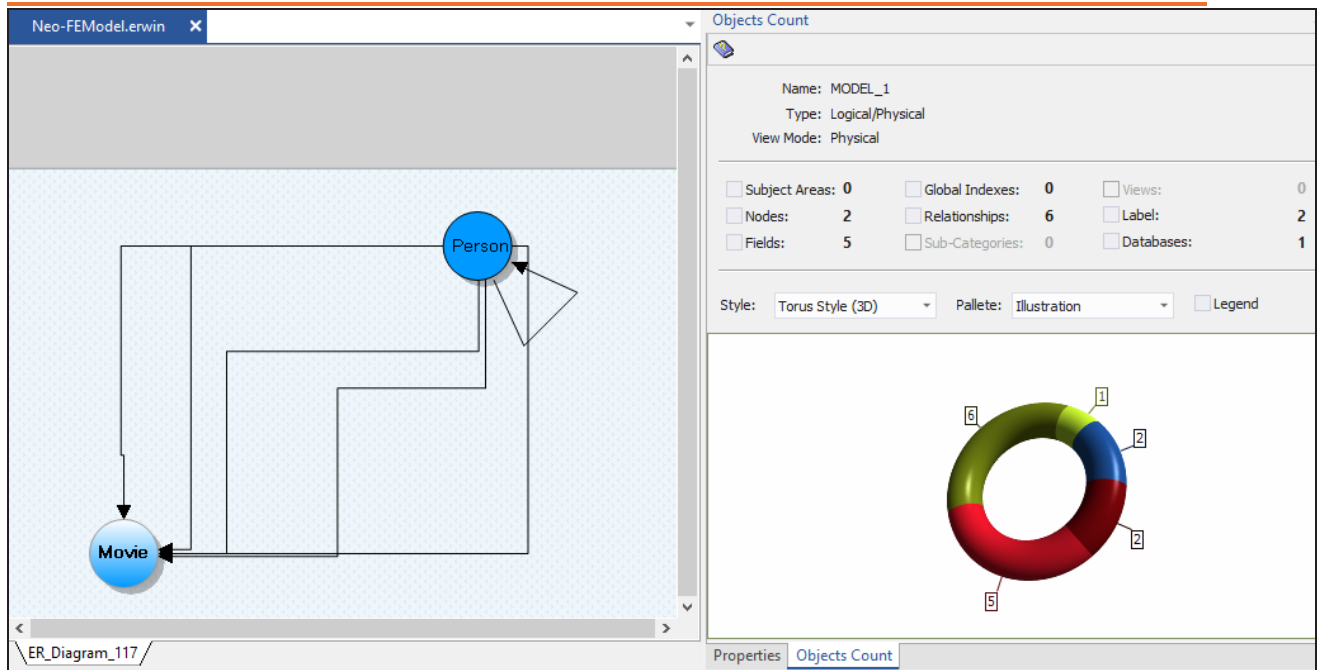 Neo-FEModel.erwin
Person
Movie
ER_Diagram_117
Objects Count
Name: MODEL_1
Type: Logical/Physical
View Mode: Physical
Subject Areas: 0 Global Indexes: 0 Views: 0
Nodes: 2 Relationships: 6 Label: 2
Fields: 5 Sub-Categories: 0 Databases: 1
Style: Torus Style (3D) Pallete: Illustration Legend
1
6
2
2
5
Properties Objects Count